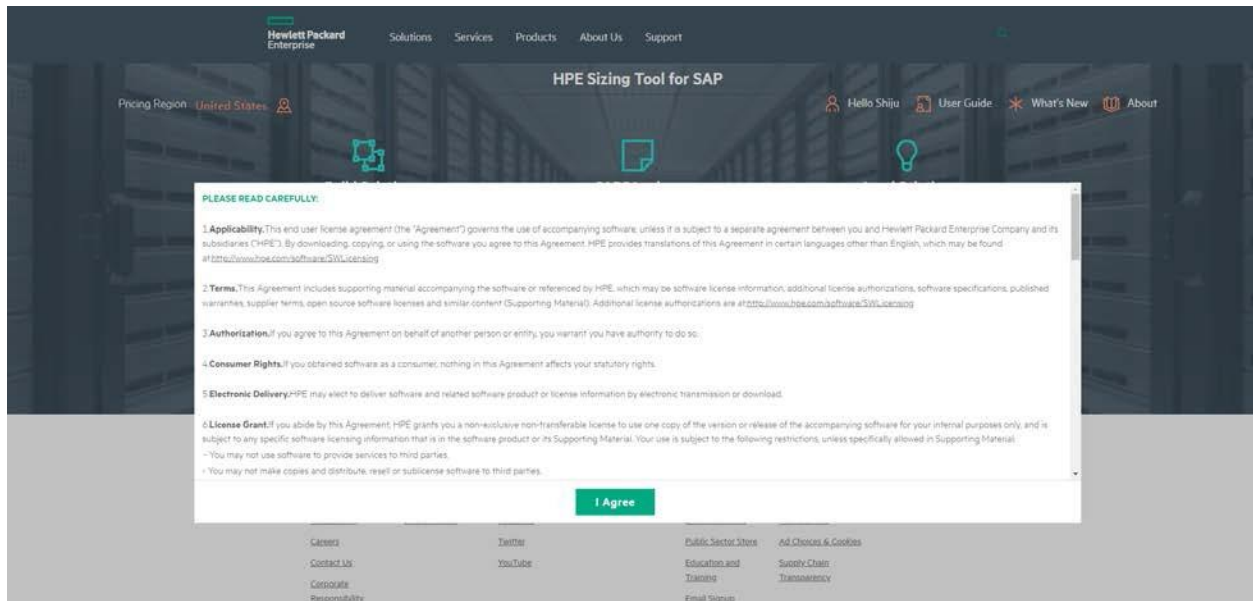 Hewlett Packard
Enterprise
Solutions Services Products About Us Support
HPE Sizing Tool for SAP
Pricing Region United States
Hello Shiju User Guide What's New About
PLEASE READ CAREFULLY:
1.Applicability.This end user license agreement (the "Agreement") governs the use of accompanying software, unless it is subject to a separate agreement between you and Hewlett Packard Enterprise Company and its
subsidiaries ("HPE"). By downloading, copying, or using the software you agree to this Agreement. HPE provides translations of this Agreement in certain languages other than English, which may be found
at:http://www.hpe.com/software/SWLicensing
2.Terms.This Agreement includes supporting material accompanying the software or referenced by HPE, which may be software license information, additional license authorizations, software specifications, published
warranties, supplier terms, open source software licenses and similar content (Supporting Material). Additional license authorizations are at:http://www.hpe.com/software/SWLicensing
3.Authorization.If you agree to this Agreement on behalf of another person or entity, you warrant you have authority to do so.
4.Consumer Rights.If you obtained software as a consumer, nothing in this Agreement affects your statutory rights.
5.Electronic Delivery.HPE may elect to deliver software and related software product or license information by electronic transmission or download.
6.License Grant.If you abide by this Agreement, HPE grants you a non-exclusive non-transferable license to use one copy of the version or release of the accompanying software for your internal purposes only, and is
subject to any specific software licensing information that is in the software product or its Supporting Material. Your use is subject to the following restrictions, unless specifically allowed in Supporting Material:
- You may not use software to provide services to third parties.
- You may not make copies and distribute, resell or sublicense software to third parties.
I Agree
Careers Twitter Public Sector Store Ad Choices & Cookies
Contact Us YouTube Education and Supply Chain
Training Transparency
Corporate
Responsibility Email Signup